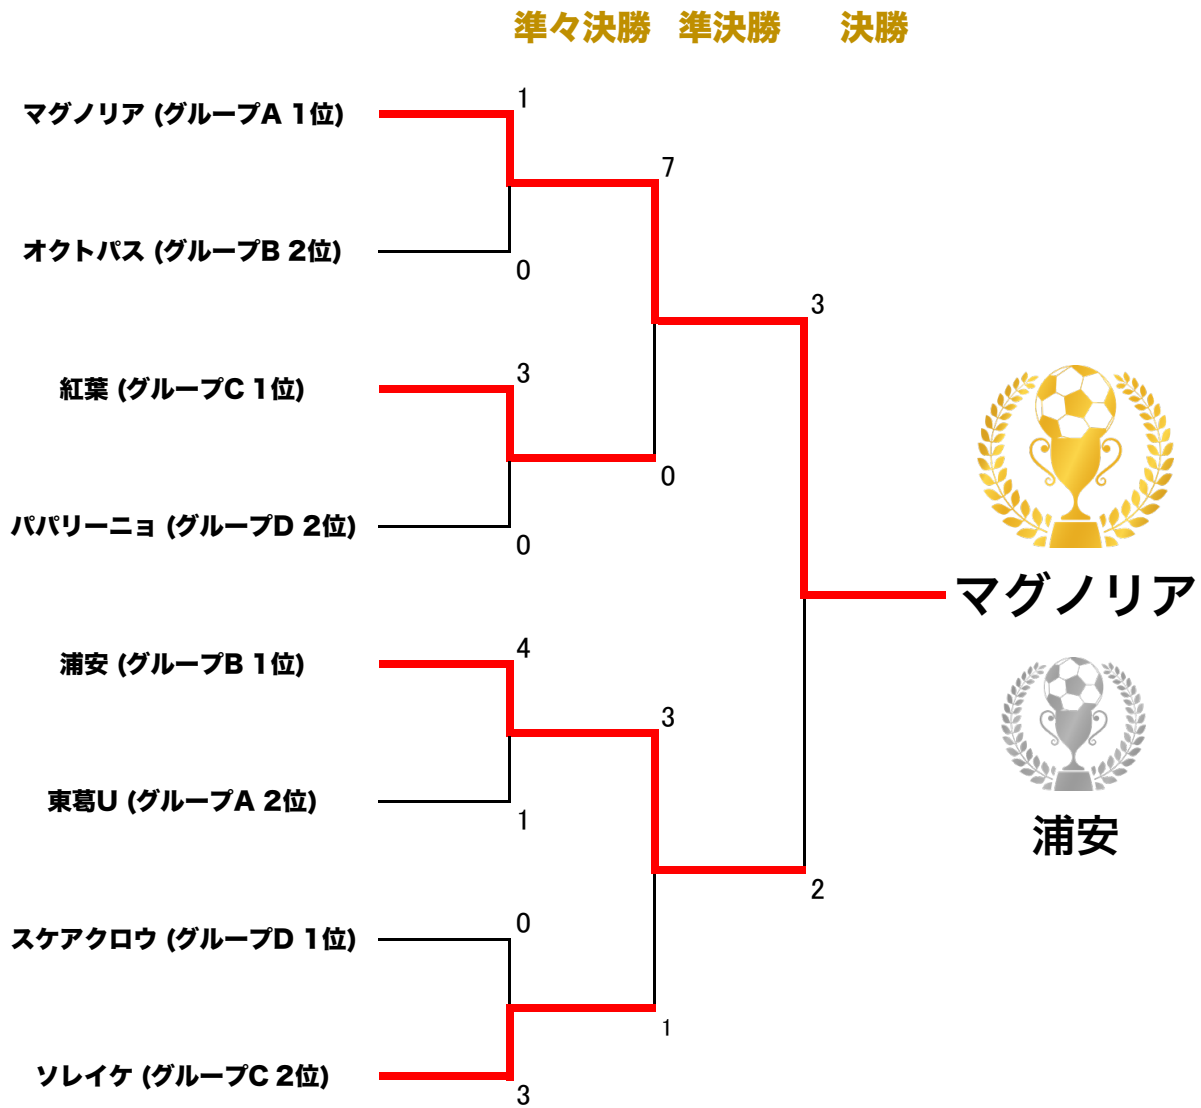 準々決勝 準決勝 決勝
1
マグノリア (グループA 1位)
7
オクトパス (グループB 2位)
0
3
3
紅葉 (グループC 1位)
0
パパリーニョ (グループD 2位)
0
マグノリア
4
浦安 (グループB 1位)
3
東葛U (グループA 2位)
1
浦安
2
0
スケアクロウ (グループD 1位)
1
ソレイケ (グループC 2位)
3